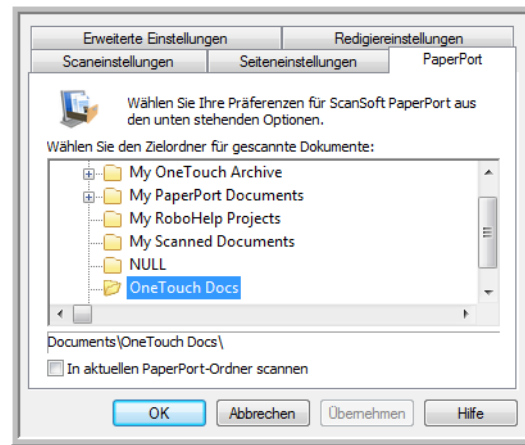 Erweiterte Einstellungen Redigiereinstellungen
Scaneinstellungen Seiteneinstellungen PaperPort
Wählen Sie Ihre Präferenzen für ScanSoft PaperPort aus
den unten stehenden Optionen.
Wählen Sie den Zielordner für gescannte Dokumente:
My OneTouch Archive
My PaperPort Documents
My RoboHelp Projects
My Scanned Documents
NULL
OneTouch Docs
Documents\OneTouch Docs\
In aktuellen PaperPort-Ordner scannen
OK Abbrechen Übernehmen Hilfe